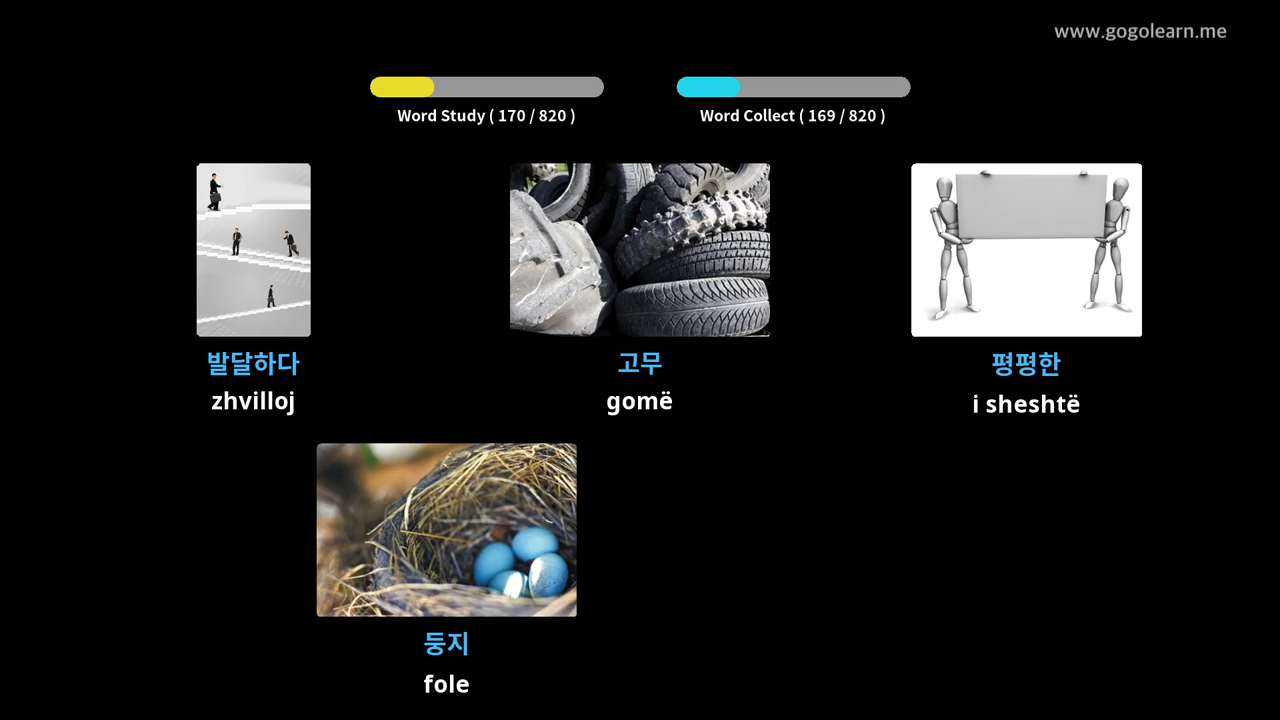 www.gogolearn.me
Word Study ( 170 / 820 )
Word Collect ( 169 / 820 )
발달하다
zhvilloj
고무
gomë
평평한
i sheshtë
둥지
fole